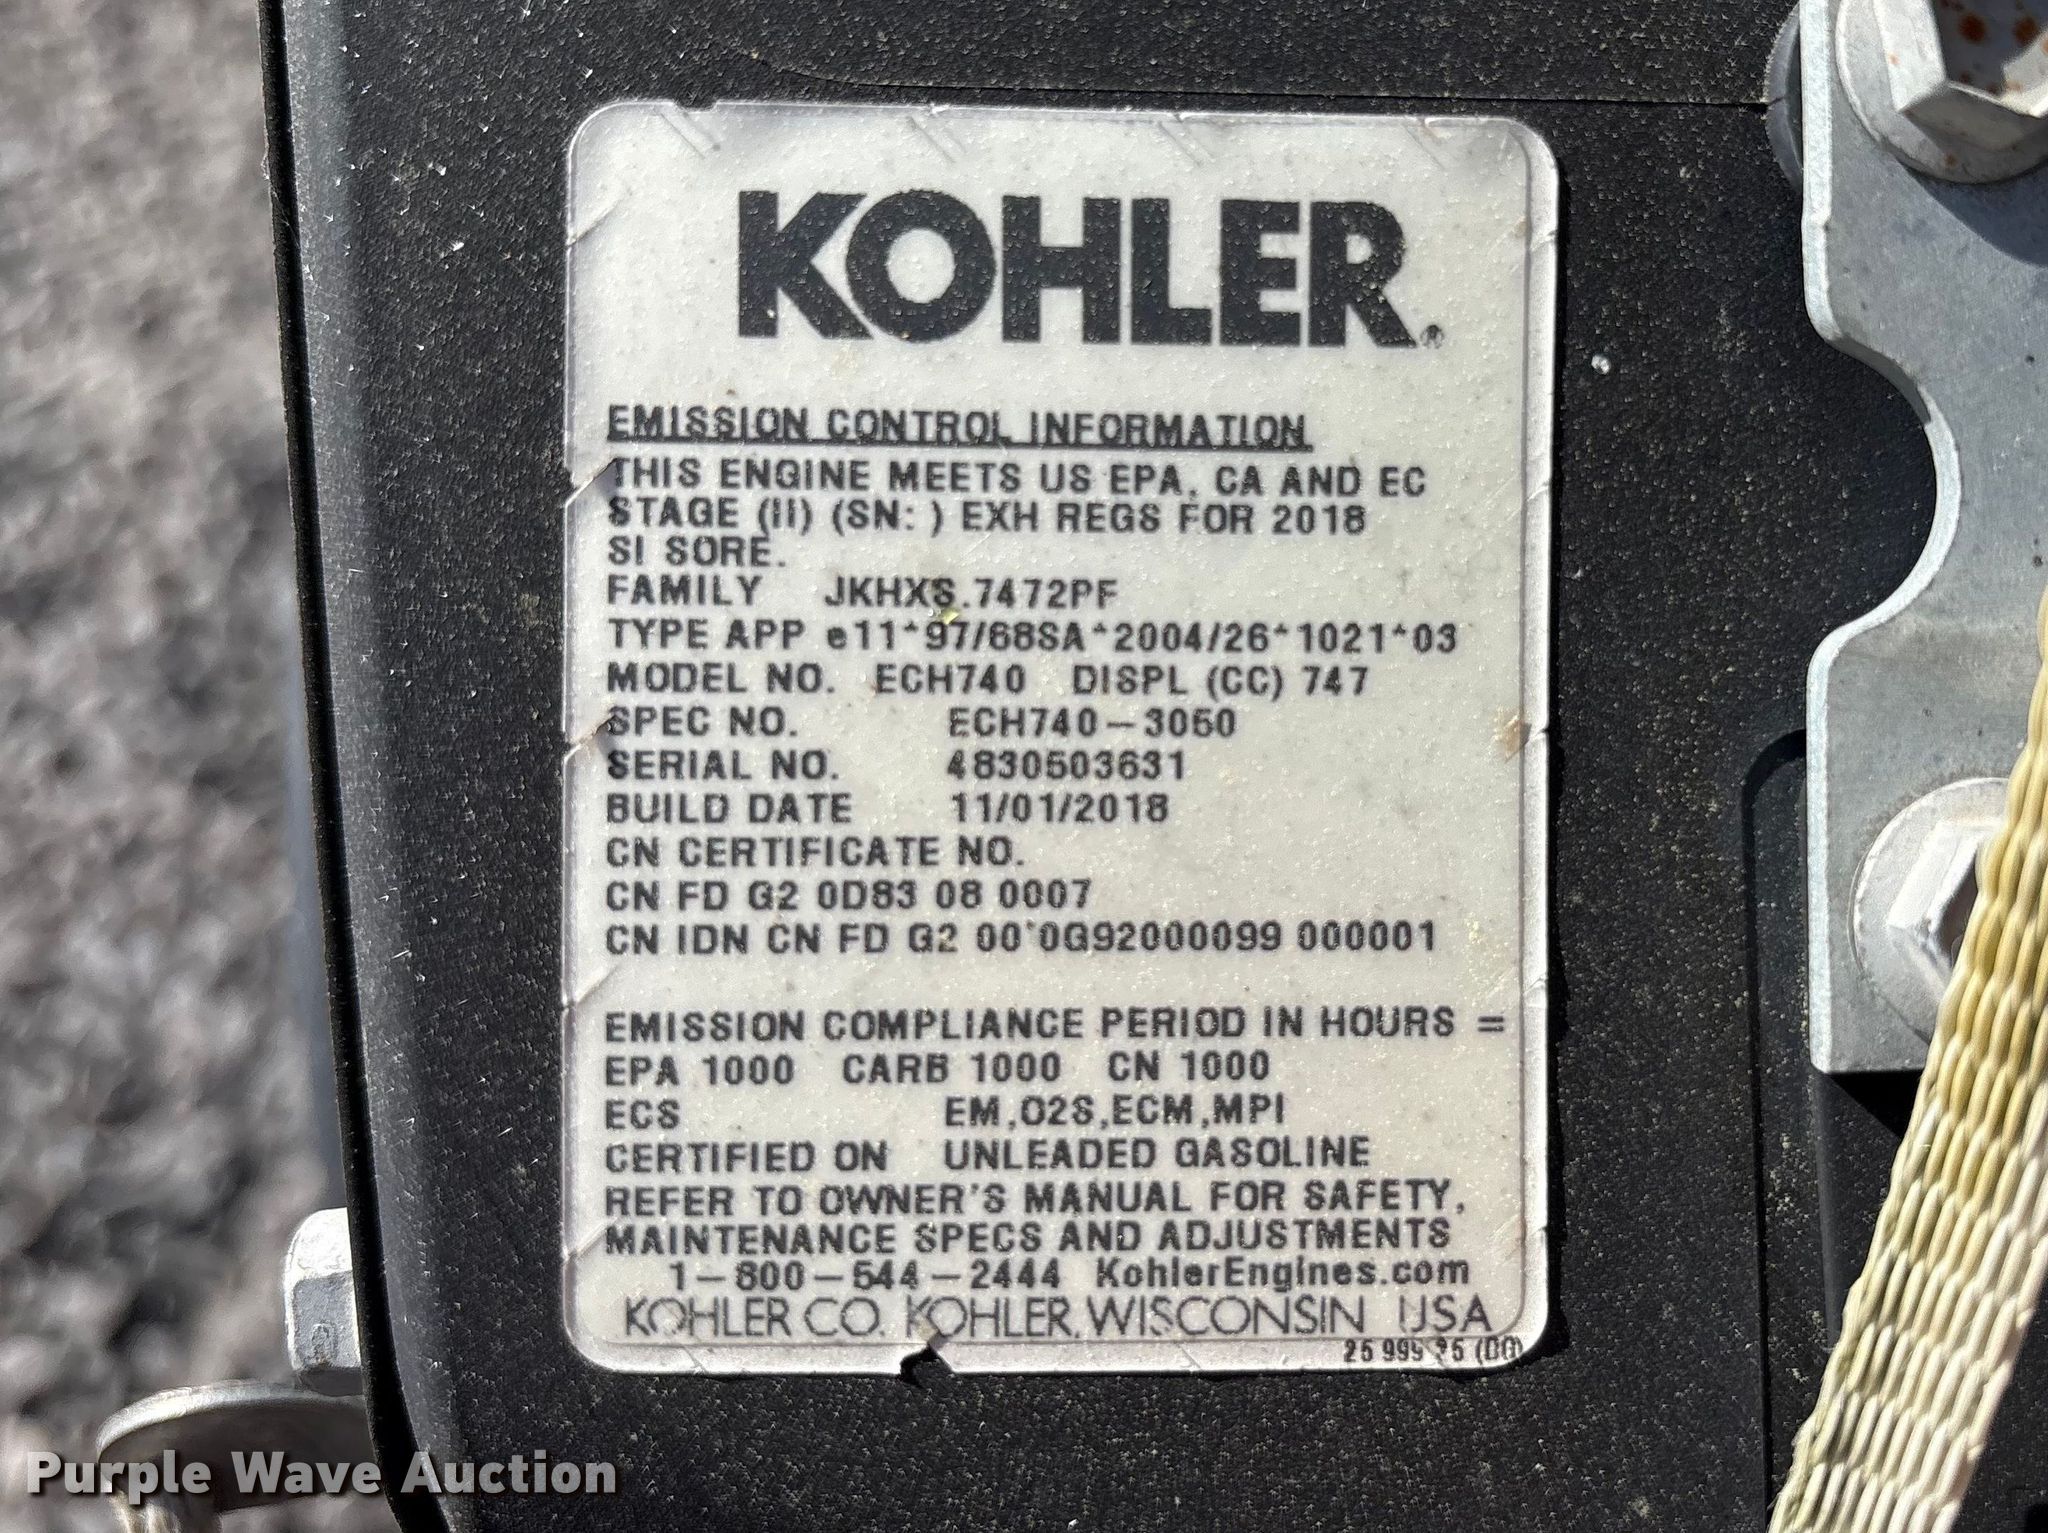 KOHLER®
EMISSION CONTROL INFORMATION
THIS ENGINE MEETS US EPA, CA AND EC
STAGE (II) (SN: ) EXH REGS FOR 2018
SI SORE.
FAMILY JKHXS.7472PF
TYPE APP e11*97/68SA*2004/26*1021*03
MODEL NO. ECH740 DISPL (CC) 747
SPEC NO. ECH740-3060
SERIAL NO. 4830503631
BUILD DATE 11/01/2018
CN CERTIFICATE NO.
CN FD G2 0D83 08 0007
CN IDN CN FD G2 00 0G92000099 000001
EMISSION COMPLIANCE PERIOD IN HOURS =
EPA 1000 CARB 1000 CN 1000
ECS EM,O2S,ECM,MPI
CERTIFIED ON UNLEADED GASOLINE
REFER TO OWNER'S MANUAL FOR SAFETY,
MAINTENANCE SPECS AND ADJUSTMENTS
1-800-544-2444 KohlerEngines.com
KOHLER CO. KOHLER, WISCONSIN USA
25 999
Purple Wave Auction